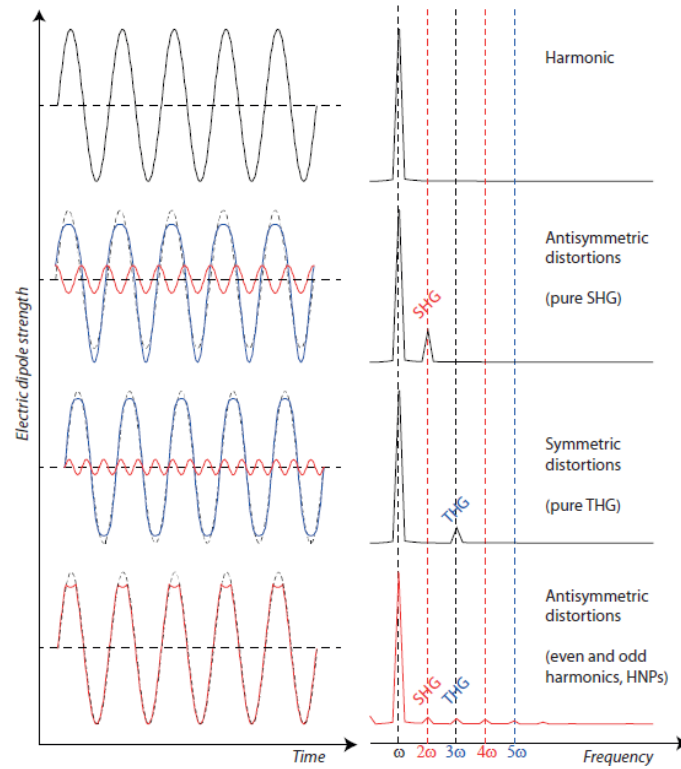 Electric dipole strength
Harmonic
Antisymmetric
distortions
(pure SHG)
SHG
Symmetric
distortions
(pure THG)
THG
Antisymmetric
distortions
(even and odd
harmonics, HNPs)
SHG
THG
Time
ω
2ω
3ω
4ω
5ω
Frequency